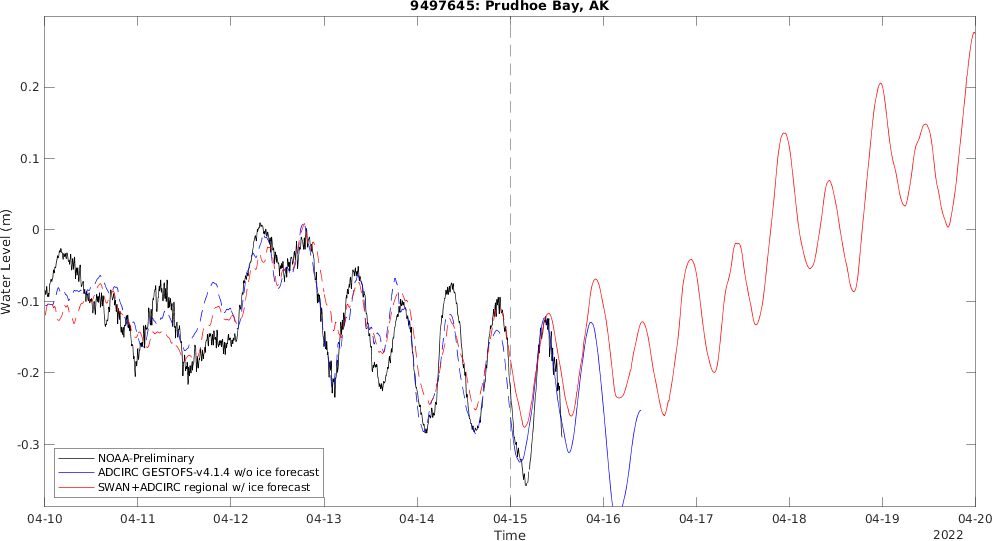 9497645: Prudhoe Bay, AK
Water Level (m)
0.2
0.1
0
-0.1
-0.2
-0.3
NOAA-Preliminary
ADCIRC GESTOFS-v4.1.4 w/o ice forecast
SWAN+ADCIRC regional w/ ice forecast
04-10 04-11 04-12 04-13 04-14 04-15 04-16 04-17 04-18 04-19 04-20
Time
2022